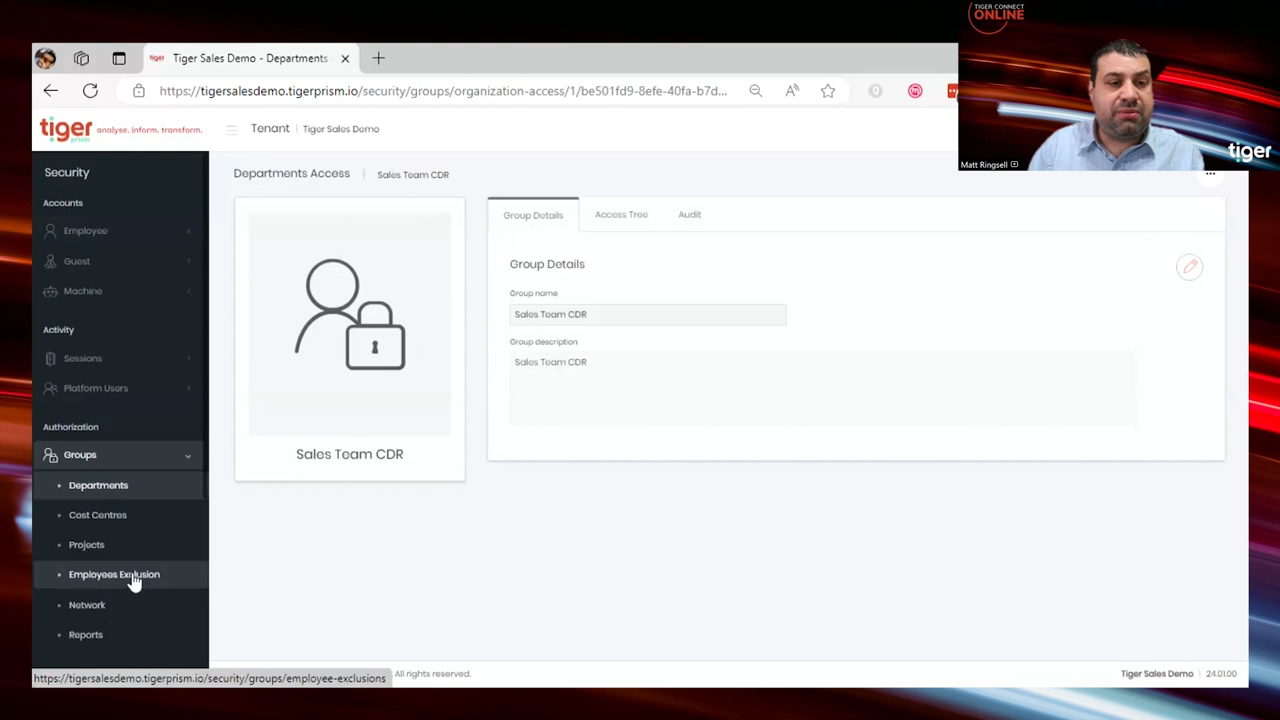 TIGER CONNECT
ONLINE
Tiger Sales Demo - Departments
https://tigersalesdemo.tigerprism.io/security/groups/organization-access/1/be501fd9-8efe-40fa-b7d...
tiger
prism
analyse. inform. transform.
Tenant | Tiger Sales Demo
Matt Ringsell
tiger
Security
Accounts
Employee
Guest
Machine
Activity
Sessions
Platform Users
Authorization
Groups
Departments
Cost Centres
Projects
Employees Exclusion
Network
Reports
Departments Access | Sales Team CDR
Sales Team CDR
Group Details
Access Tree
Audit
Group Details
Group name
Sales Team CDR
Group description
Sales Team CDR
https://tigersalesdemo.tigerprism.io/security/groups/employee-exclusions
All rights reserved.
Tiger Sales Demo | 24.01.00